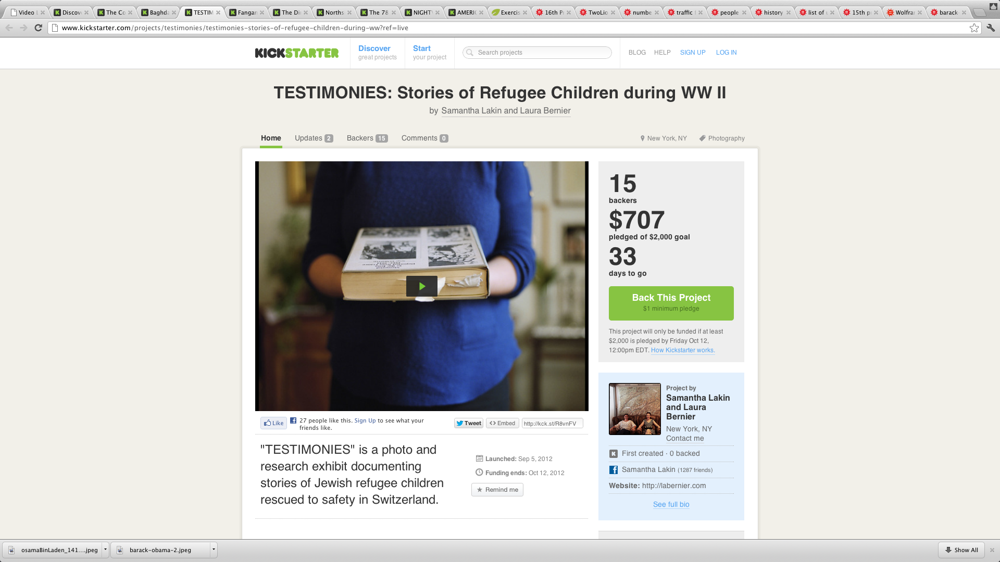 Video
Discov
The Co
Baghda
TESTIM
Fangar
The Di
Norths
The 78
NIGHT
AMERI
Exercis
16th P
TwoLio
numbe
traffic
people
history
list of
15th p
Wolfra
barack
www.kickstarter.com/projects/testimonies/testimonies-stories-of-refugee-children-during-ww?ref=live
KICKSTARTER
Discover
great projects
Start
your project
Search projects
BLOG
HELP
SIGN UP
LOG IN
TESTIMONIES: Stories of Refugee Children during WW II
by Samantha Lakin and Laura Bernier
Home
Updates 2
Backers 15
Comments 0
New York, NY
Photography
15
backers
$707
pledged of $2,000 goal
33
days to go
Back This Project
$1 minimum pledge
This project will only be funded if at least
$2,000 is pledged by Friday Oct 12,
12:00pm EDT. How Kickstarter works.
Like
27 people like this. Sign Up to see what your
friends like.
Tweet
Embed
http://kck.st/R8vnFV
"TESTIMONIES" is a photo and
research exhibit documenting
stories of Jewish refugee children
rescued to safety in Switzerland.
Launched: Sep 5, 2012
Funding ends: Oct 12, 2012
Remind me
Project by
Samantha Lakin
and Laura
Bernier
New York, NY
Contact me
First created · 0 backed
Samantha Lakin (1287 friends)
Website: http://labernier.com
See full bio
osamaBinLaden_141....jpeg
barack-obama-2.jpeg
Show All